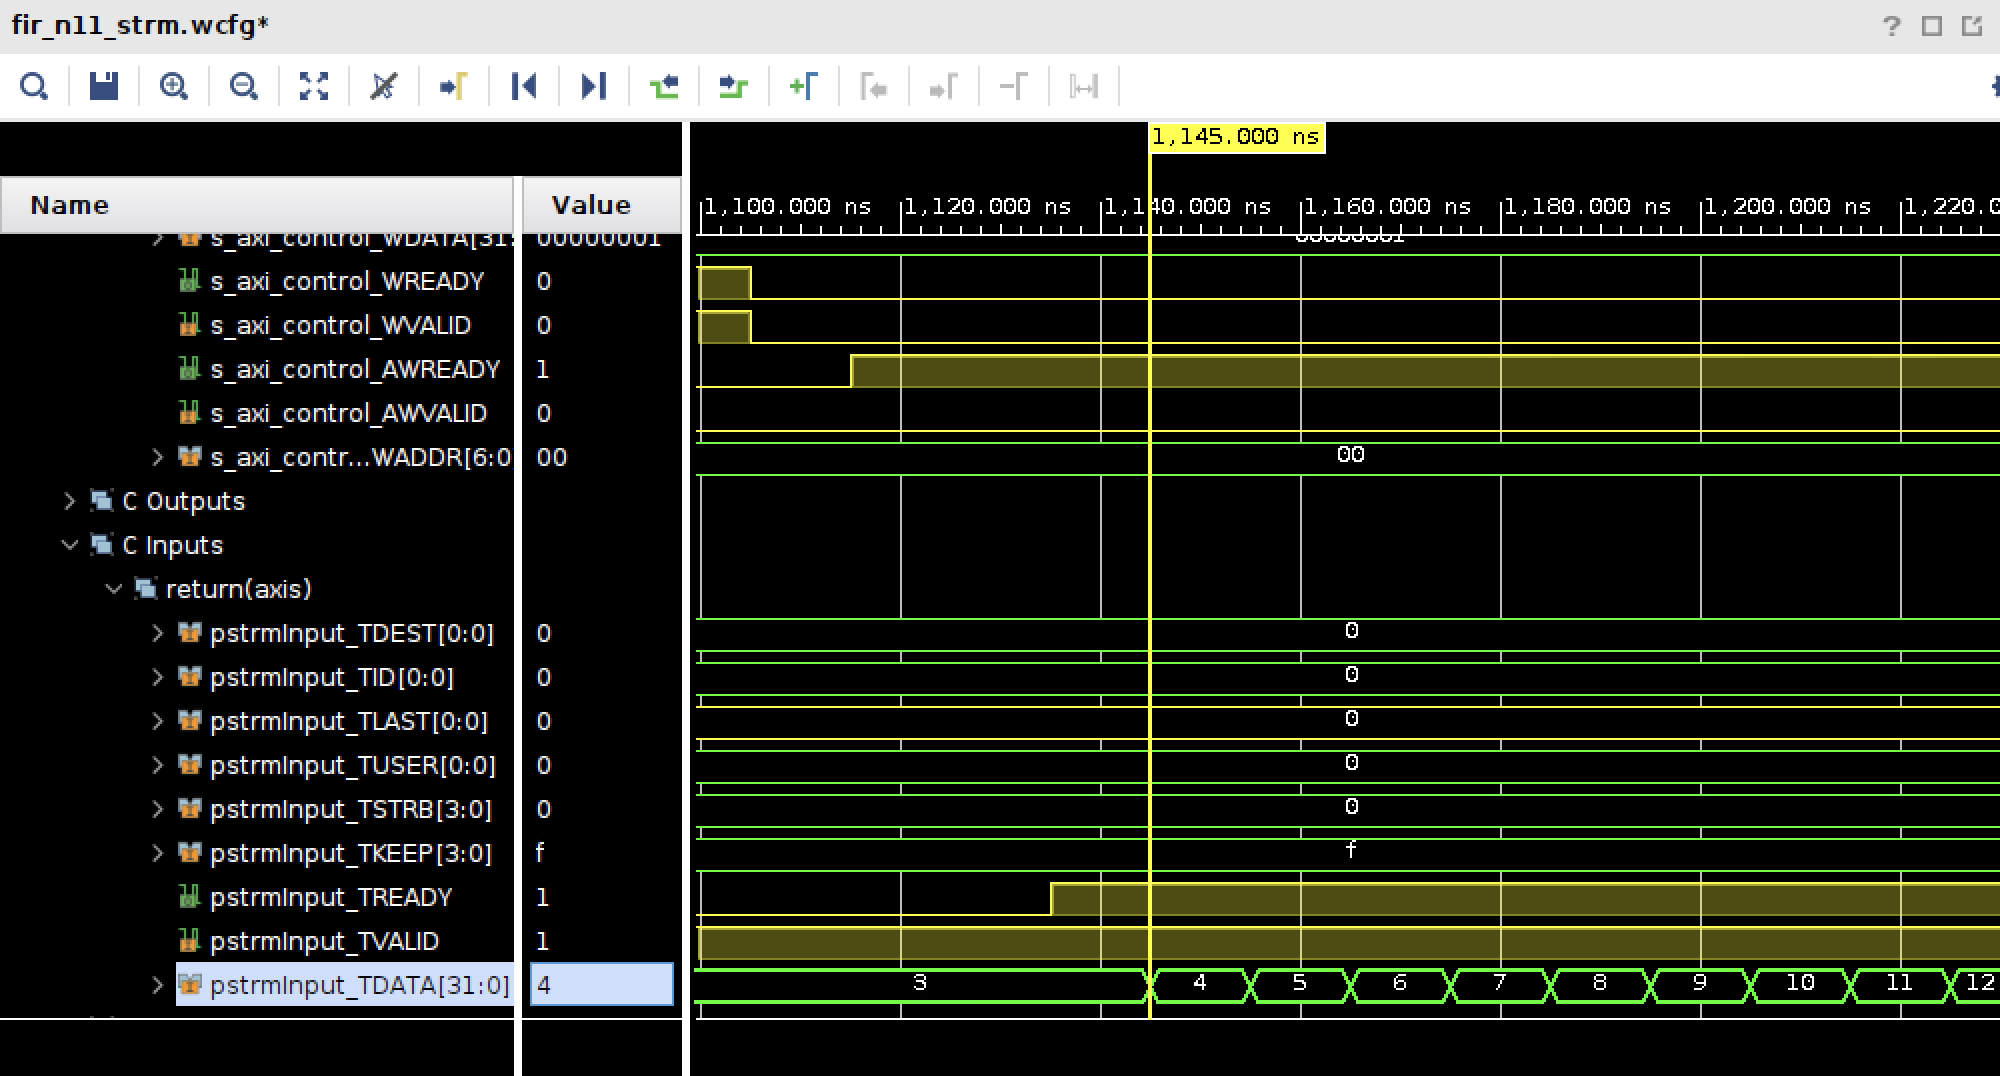 fir_n11_strm.wcfg*
?
1,145.000 ns
Name Value 1,100.000 ns 1,120.000 ns 1,140.000 ns 1,160.000 ns 1,180.000 ns 1,200.000 ns 1,220.0
s_axi_control_WDATA[31: 00000001 00000001
s_axi_control_WREADY 0
s_axi_control_WVALID 0
s_axi_control_AWREADY 1
s_axi_control_AWVALID 0
s_axi_contr...WADDR[6:0 00 00
C Outputs
C Inputs
return(axis)
pstrmInput_TDEST[0:0] 0 0
pstrmInput_TID[0:0] 0 0
pstrmInput_TLAST[0:0] 0 0
pstrmInput_TUSER[0:0] 0 0
pstrmInput_TSTRB[3:0] 0 0
pstrmInput_TKEEP[3:0] f f
pstrmInput_TREADY 1
pstrmInput_TVALID 1
pstrmInput_TDATA[31:0] 4 3 4 5 6 7 8 9 10 11 12